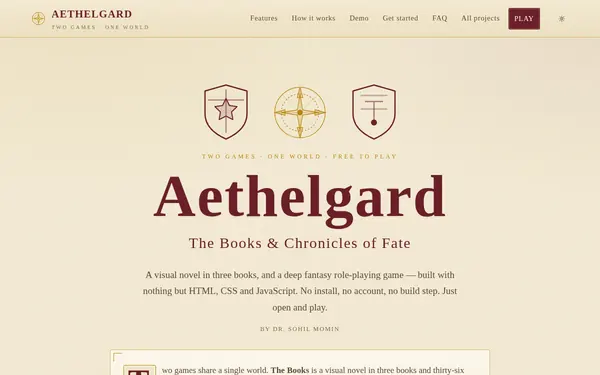 AETHELGARD
TWO GAMES · ONE WORLD
Features How it works Demo Get started FAQ All projects PLAY
TWO GAMES · ONE WORLD · FREE TO PLAY
Aethelgard
The Books & Chronicles of Fate
A visual novel in three books, and a deep fantasy role-playing game — built with
nothing but HTML, CSS and JavaScript. No install, no account, no build step. Just
open and play.
BY DR. SOHIL MOMIN
Two games share a single world. The Books is a visual novel in three books and thirty-six